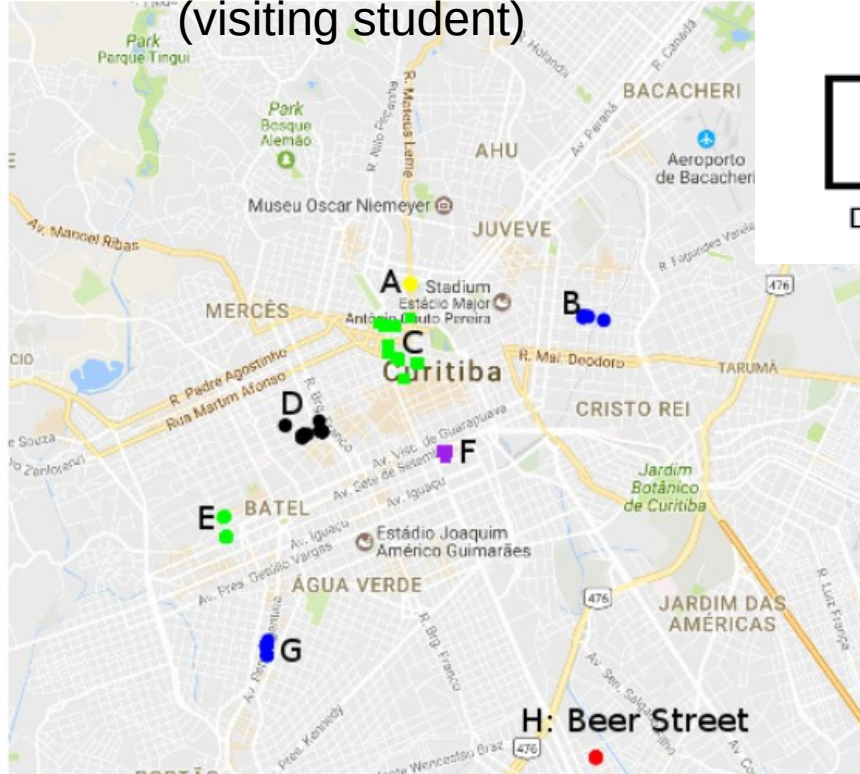 (visiting student)
Park
Parque Tingui
R. Holanda
R. Canadá
Park
Bosque
Alemão
R. Nilo Peçanha
R. Mateus Leme
BACACHERI
AHU
Av. Paraná
Aeroporto
de Bacacheri
D
E
Museu Oscar Niemeyer
JUVEVE
Av. Manoel Ribas
R. Fagundes Varela
476
A
Stadium
Estádio Major
Antônio Couto Pereira
B
MERCÊS
C
Curitiba
CIO
R. Mal. Deodoro
TARUMÃ
R. Padre Agostinho
Rua Martim Afonso
D
CRISTO REI
Av. Visc. de Guarapuava
Av. Sete de Setembro
F
Av. Iguaçu
Jardim
Botânico
de Curitiba
BATEL
E
Av. Iguaçu
Estádio Joaquim
Américo Guimarães
Av. Pres. Getúlio Vargas
ÁGUA VERDE
476
JARDIM DAS
AMÉRICAS
R. Luiz França
G
R. Brg. Franco
Pres. Kennedy
H: Beer Street
476
Wenceslau Braz
PORTÃO